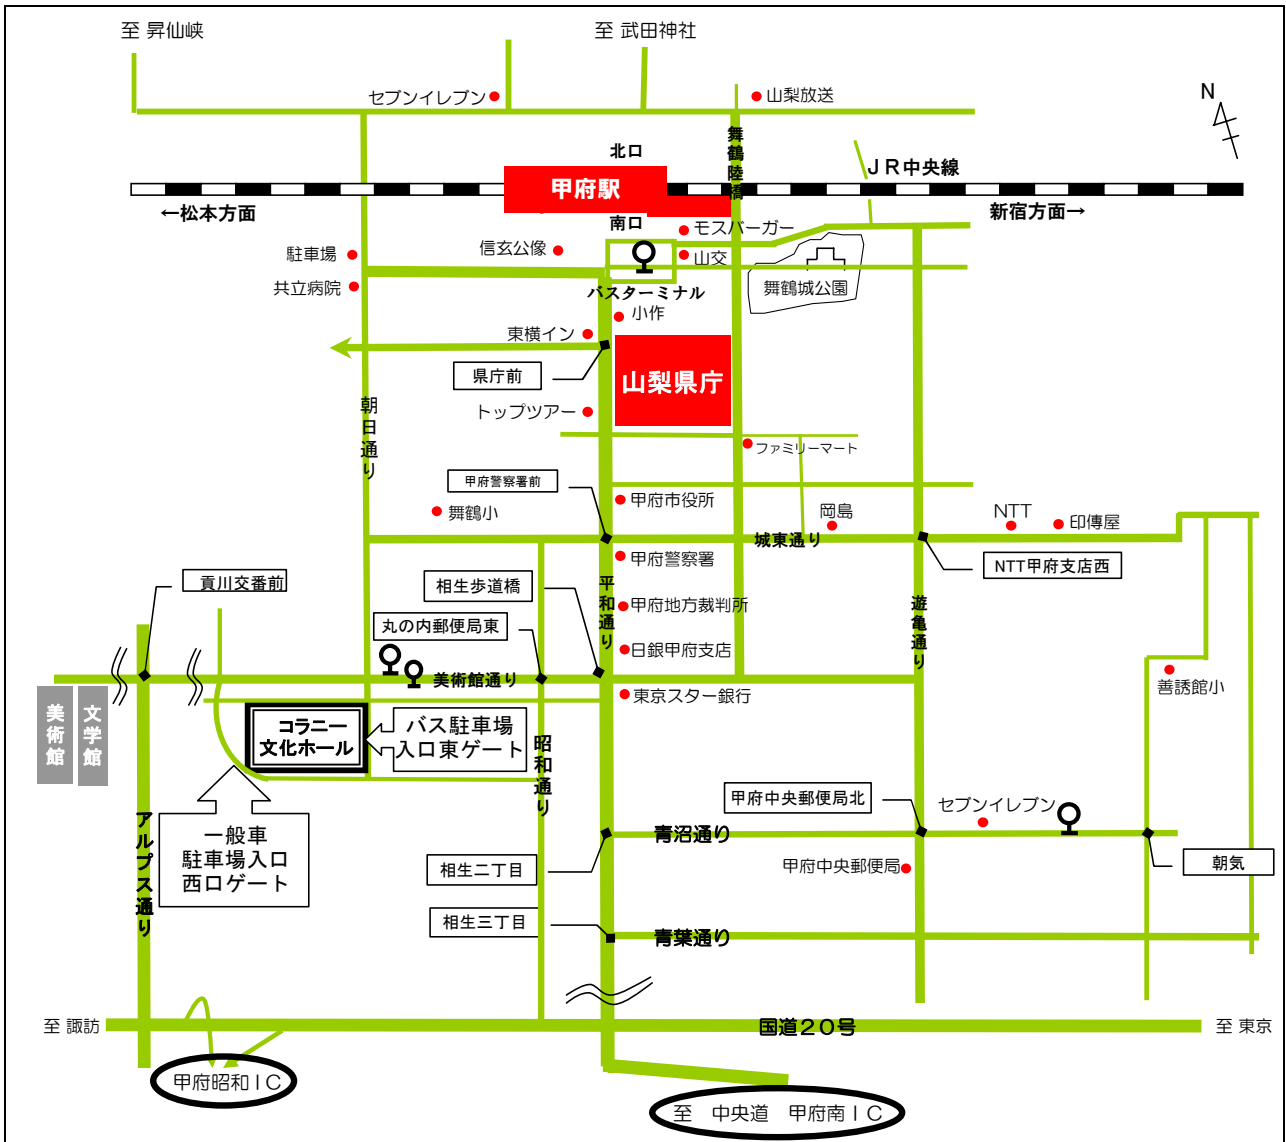 至 昇仙峡
至 武田神社
セブンイレブン
山梨放送
N
舞鶴陸橋
北口
JR中央線
甲府駅
←松本方面
新宿方面→
南口
モスバーガー
信玄公像
駐車場
山交
共立病院
舞鶴城公園
バスターミナル
小作
東横イン
県庁前
山梨県庁
朝日通り
トップツアー
ファミリーマート
甲府警察署前
甲府市役所
舞鶴小
岡島
NTT
印傳屋
城東通り
甲府警察署
NTT甲府支店西
貢川交番前
相生歩道橋
平和通り
甲府地方裁判所
遊亀通り
丸の内郵便局東
日銀甲府支店
美術館通り
善誘館小
東京スター銀行
美術館
文学館
コラニー
文化ホール
バス駐車場
入口東ゲート
昭和通り
甲府中央郵便局北
セブンイレブン
アルプス通り
一般車
駐車場入口
西口ゲート
青沼通り
相生二丁目
甲府中央郵便局
朝気
相生三丁目
青葉通り
至 諏訪
国道20号
至 東京
甲府昭和IC
至 中央道 甲府南IC